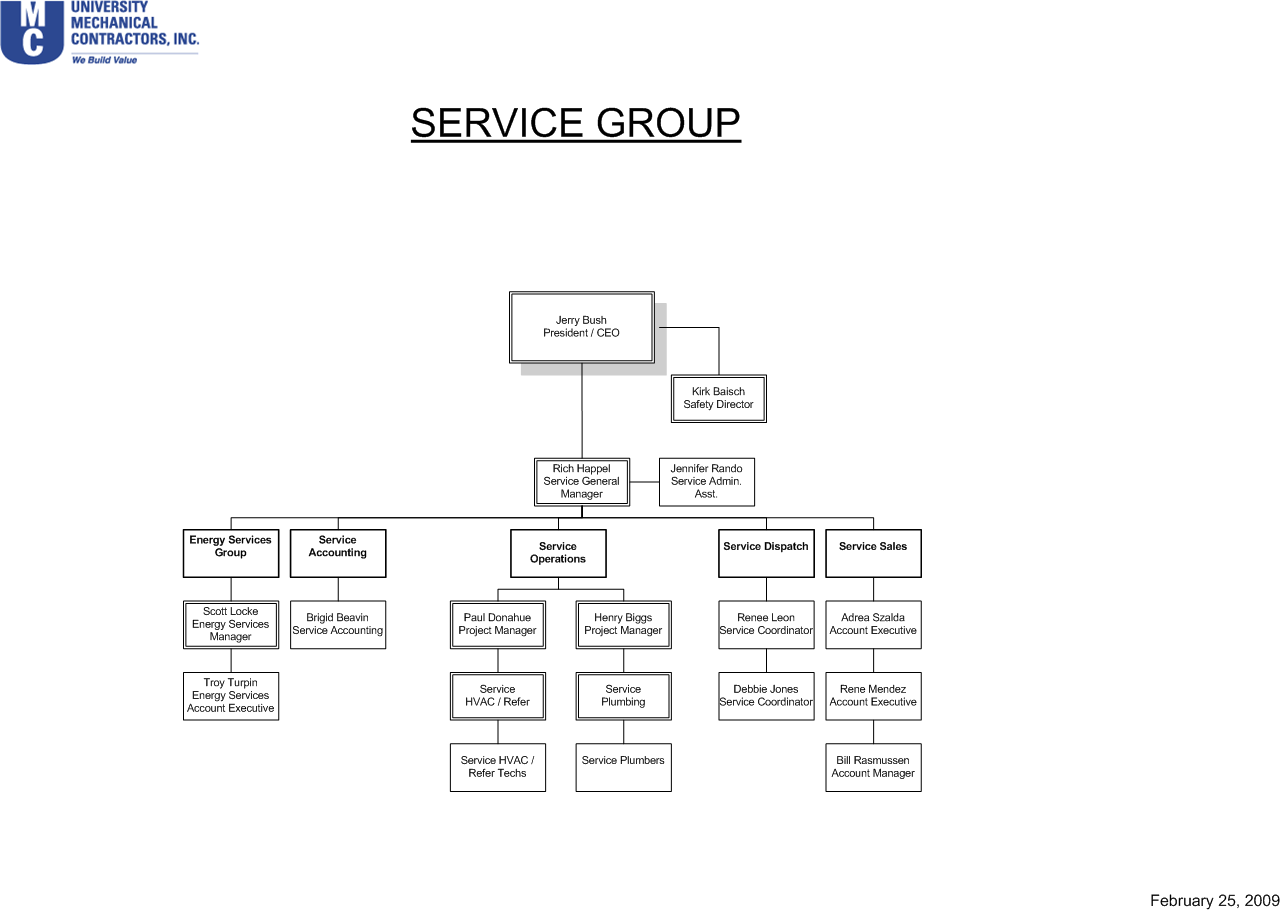 UNIVERSITY
MECHANICAL
CONTRACTORS, INC.
We Build Value
M
C
SERVICE GROUP
Jerry Bush
President / CEO
Kirk Baisch
Safety Director
Rich Happel
Service General
Manager
Jennifer Rando
Service Admin.
Asst.
Energy Services
Group
Service
Accounting
Service
Operations
Service Dispatch
Service Sales
Scott Locke
Energy Services
Manager
Brigid Beavin
Service Accounting
Paul Donahue
Project Manager
Henry Biggs
Project Manager
Renee Leon
Service Coordinator
Adrea Szalda
Account Executive
Troy Turpin
Energy Services
Account Executive
Service
HVAC / Refer
Service
Plumbing
Debbie Jones
Service Coordinator
Rene Mendez
Account Executive
Service HVAC /
Refer Techs
Service Plumbers
Bill Rasmussen
Account Manager
February 25, 2009